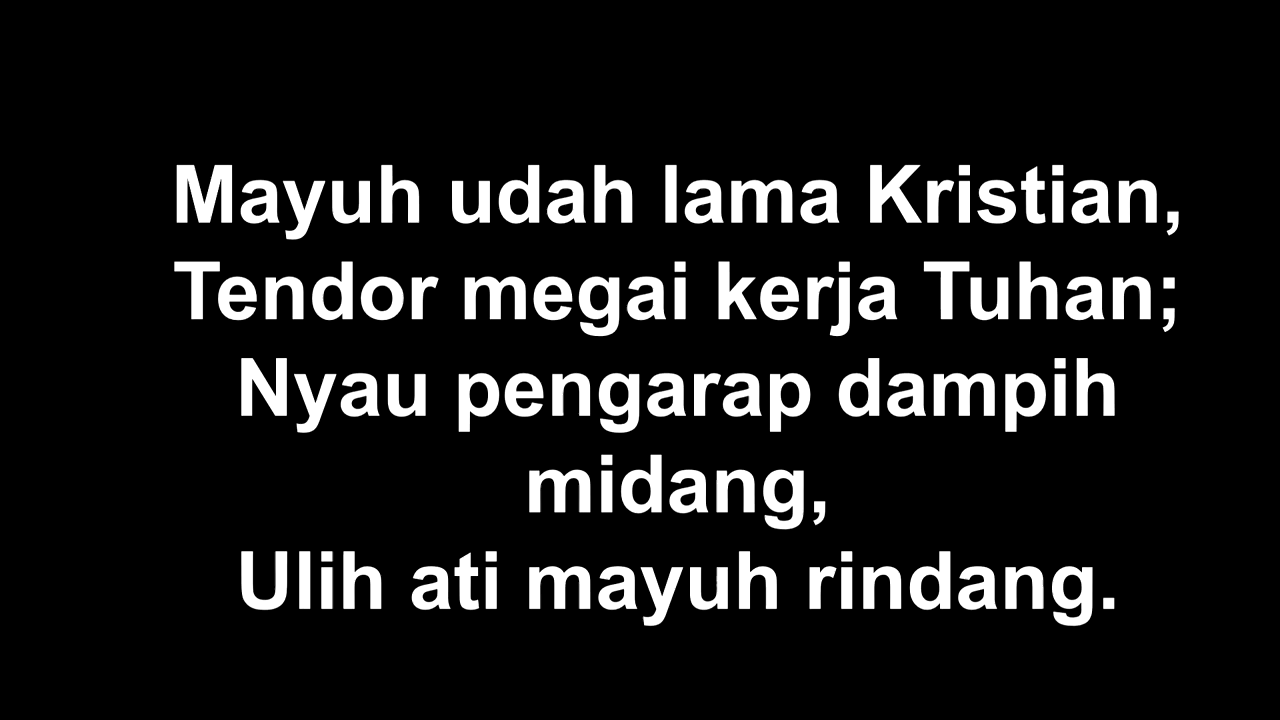 Mayuh udah lama Kristian,
Tendor megai kerja Tuhan;
Nyau pengarap dampih
midang,
Ulih ati mayuh rindang.